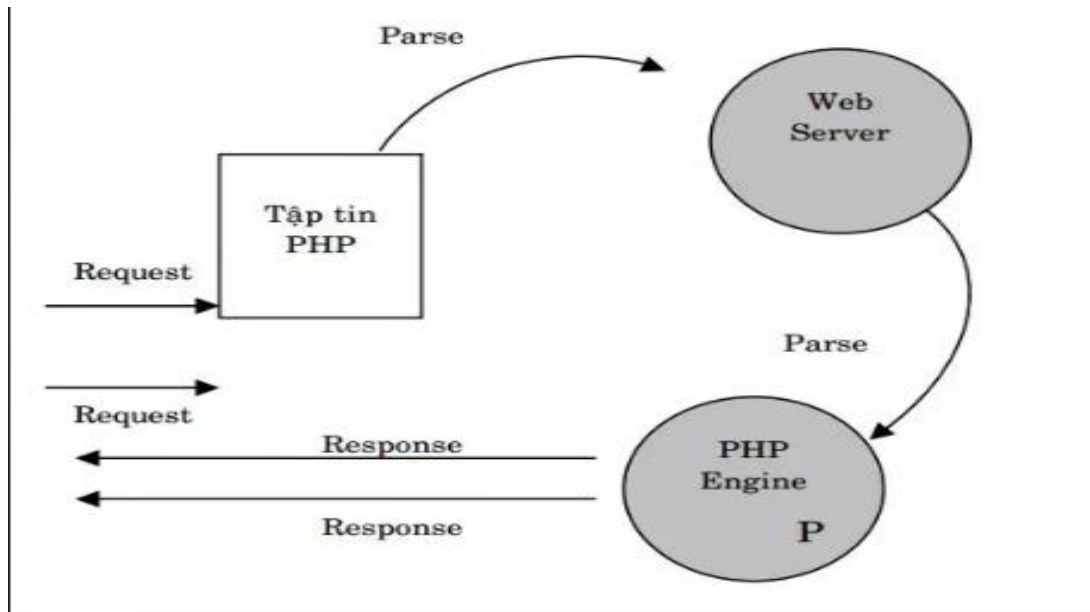 Parse
Web
Server
Tập tin
PHP
Request
Parse
Request
Response
PHP
Engine
P
Response